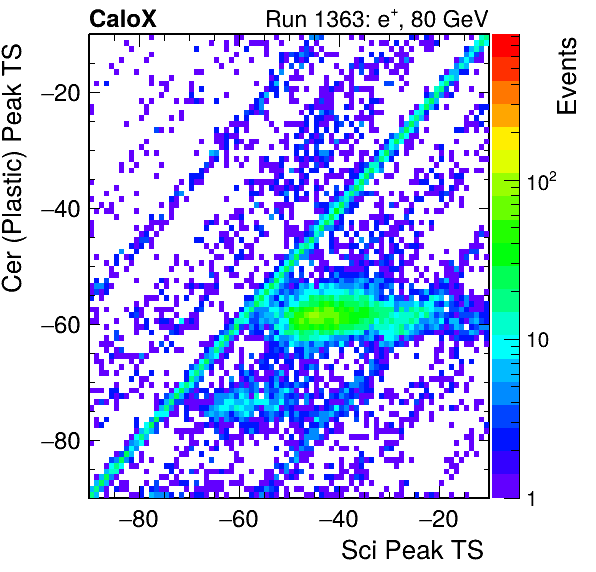 CaloX Run 1363: e⁺, 80 GeV
Cer (Plastic) Peak TS
−20
−40
−60
−80
−80 −60 −40 −20
Sci Peak TS
Events
10²
10
1